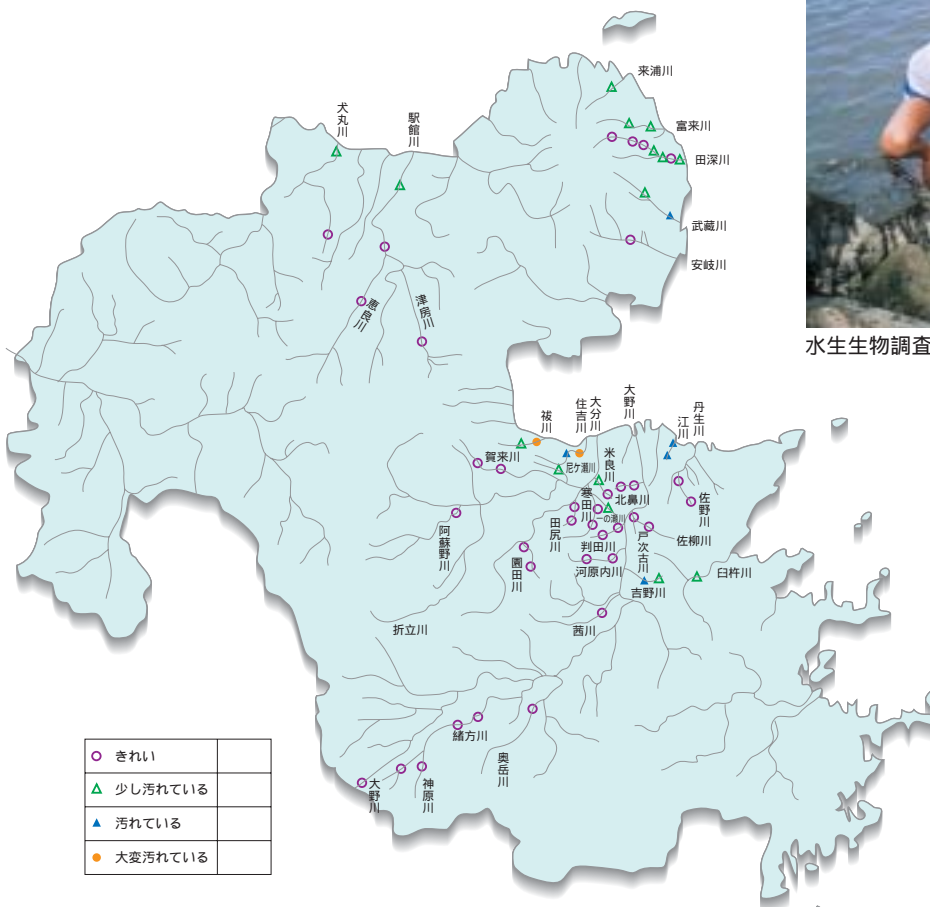 来浦川
犬丸川
駅館川
富来川
田深川
武蔵川
安岐川
恵良川
津房川
水生生物調査
祓川
住吉川
大分川
大野川
丹生川
江川
賀来川
尼ケ瀬川
米良川
寒田川
北鼻川
佐野川
一の瀬川
田尻川
阿蘇野川
判田川
戸次古川
佐柳川
園田川
河原内川
臼杵川
吉野川
折立川
茜川
緒方川
奥岳川
大野川
神原川
きれい
少し汚れている
汚れている
大変汚れている